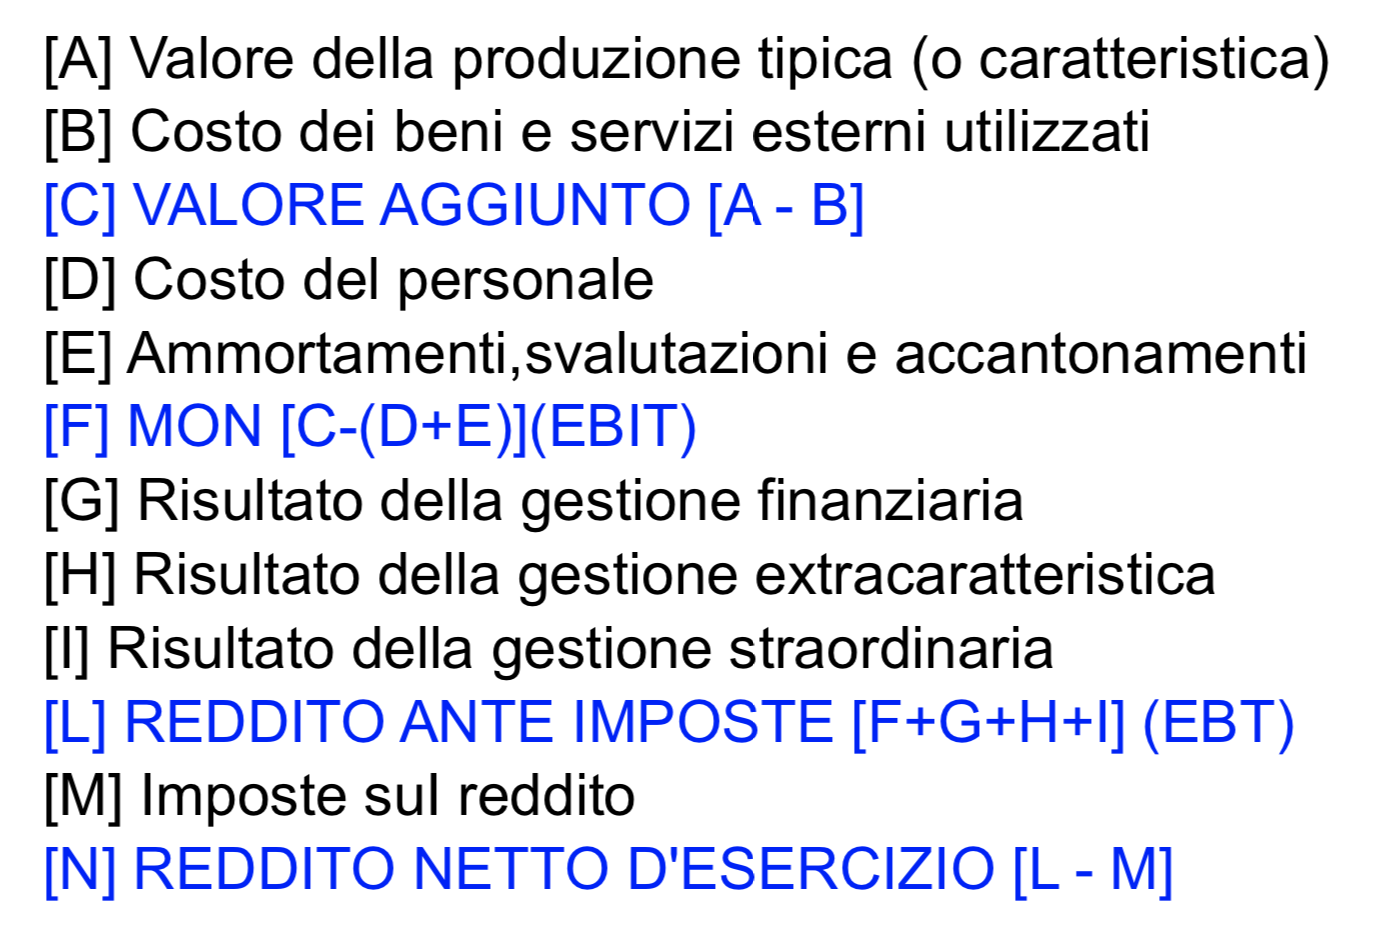 [A] Valore della produzione tipica (o caratteristica)
[B] Costo dei beni e servizi esterni utilizzati
[C] VALORE AGGIUNTO [A - B]
[D] Costo del personale
[E] Ammortamenti,svalutazioni e accantonamenti
[F] MON [C-(D+E)](EBIT)
[G] Risultato della gestione finanziaria
[H] Risultato della gestione extracaratteristica
[I] Risultato della gestione straordinaria
[L] REDDITO ANTE IMPOSTE [F+G+H+I] (EBT)
[M] Imposte sul reddito
[N] REDDITO NETTO D'ESERCIZIO [L - M]